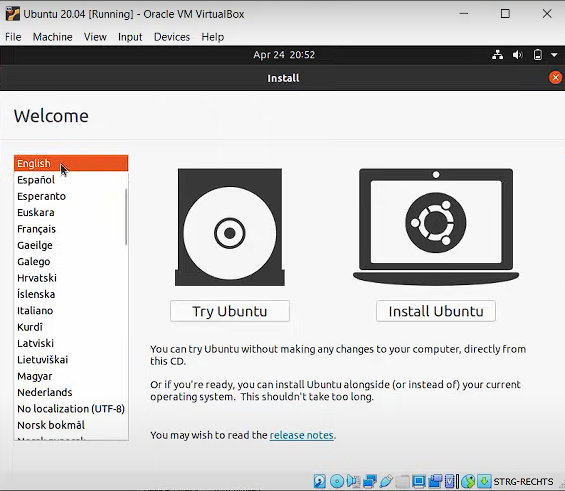 Ubuntu 20.04 [Running] - Oracle VM VirtualBox
File Machine View Input Devices Help
Apr 24 20:52
Install
Welcome
English
Español
Esperanto
Euskara
Français
Gaeilge
Galego
Hrvatski
Íslenska
Italiano
Kurdî
Latviski
Lietuviškai
Magyar
Nederlands
No localization (UTF-8)
Norsk bokmål
Try Ubuntu
Install Ubuntu
You can try Ubuntu without making any changes to your computer, directly from
this CD.
Or if you're ready, you can install Ubuntu alongside (or instead of) your current
operating system. This shouldn't take too long.
You may wish to read the release notes.
STRG-RECHTS